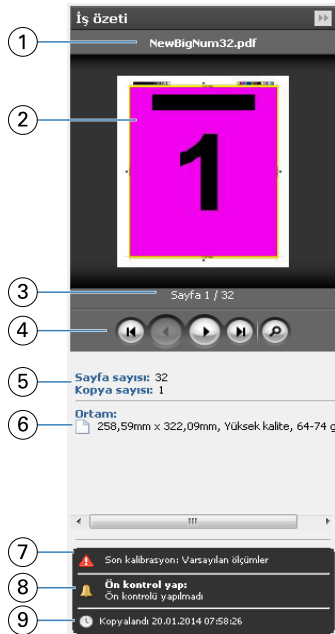 İş özeti
1 NewBigNum32.pdf
2
1
3 Sayfa 1 / 32
4
5 Sayfa sayısı: 32
Kopya sayısı: 1
Ortam:
6 258,59mm x 322,09mm, Yüksek kalite, 64-74 g
7 Son kalibrasyon: Varsayılan ölçümler
8 Ön kontrol yap:
Ön kontrolü yapılmadı
9 Kopyalandı 20.01.2014 07:58:26